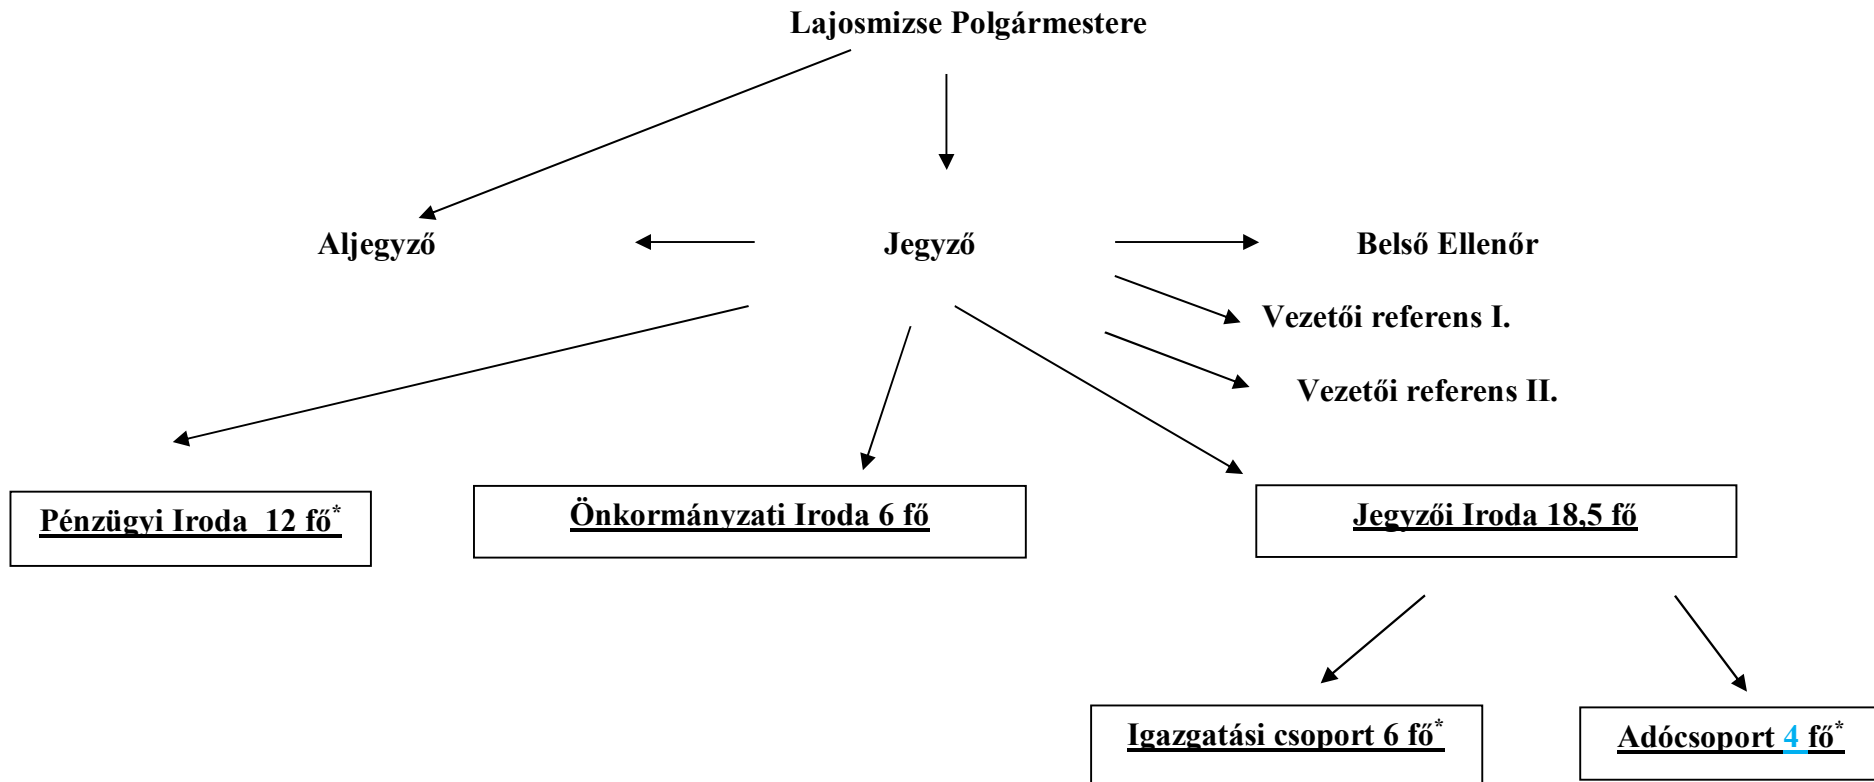 Lajosmizse Polgármestere
Aljegyző
Jegyző
Belső Ellenőr
Vezetői referens I.
Vezetői referens II.
Pénzügyi Iroda 12 fő*
Önkormányzati Iroda 6 fő
Jegyzői Iroda 18,5 fő
Igazgatási csoport 6 fő*
Adócsoport 4 fő*